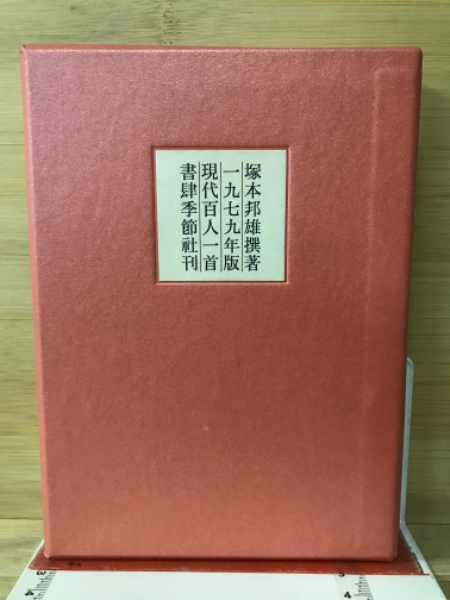 塚本邦雄撰著
一九七九年版
現代百人一首
書肆季節社刊